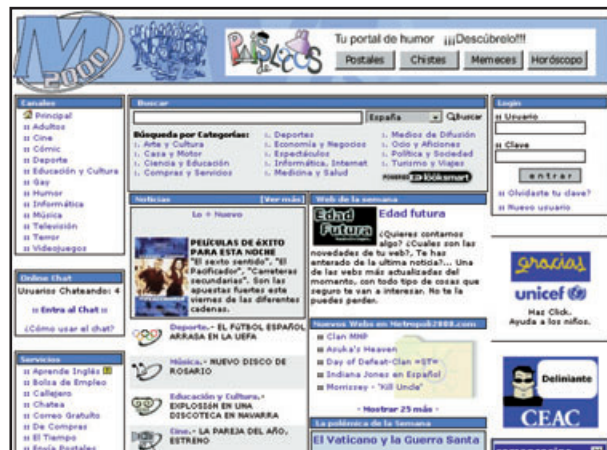 M
2000
PAÍS de LOCOS
Tu portal de humor ¡¡¡Descúbrelo!!!
Postales Chistes Memeces Horóscopo
Canales
Principal
Adultos
Cine
Cómic
Deporte
Educación y Cultura
Gay
Humor
Informática
Música
Televisión
Terror
Videojuegos
Online Chat
Usuarios Chateando: 4
Entra al Chat
¿Cómo usar el chat?
Servicios
Aprende Inglés
Bolsa de Empleo
Callejero
Chatea
Correo Gratuito
De Compras
El Tiempo
Envía Postales
Buscar
España Buscar
Búsqueda por Categorías:
:. Arte y Cultura
:. Casa y Motor
:. Ciencia y Educación
:. Compras y Servicios
:. Deportes
:. Economía y Negocios
:. Espectáculos
:. Informática, Internet
:. Medicina y Salud
:. Medios de Difusión
:. Ocio y Aficiones
:. Política y Sociedad
:. Turismo y Viajes
POWERED looksmart
Noticias [Ver más]
Lo + Nuevo
PELÍCULAS DE ÉXITO
PARA ESTA NOCHE
"El sexto sentido", "El
Pacificador", "Carreteras
secundarias". Son las
apuestas fuertes este
viernes de las diferentes
cadenas.
Deporte.- EL FÚTBOL ESPAÑOL
ARRASA EN LA UEFA
Música.- NUEVO DISCO DE
ROSARIO
Educación y Cultura.-
EXPLOSIÓN EN UNA
DISCOTECA EN NAVARRA
Cine.- LA PAREJA DEL AÑO,
ESTRENO
Web de la semana
Edad
Futura
Edad futura
¿Quieres contarnos
algo? ¿Cuales son las
novedades de tu web?, Te has
enterado de la ultima noticia?... Una
de las webs más actualizadas del
momento, con todo tipo de cosas que
seguro te van a interesar. No te la
puedes perder.
Nuevos Webs en Metropoli2000.com
Clan MNP
Asuka's Heaven
Day of Defeat-Clan =ST=
Indiana Jones en Español
Morrissey - "Kill Uncle"
- Mostrar 25 más -
La polémica de la Semana
El Vaticano y la Guerra Santa
Login
Usuario
Clave
entrar
Olvidaste tu clave?
Nuevo usuario
gracias
unicef
Haz Click.
Ayuda a los niños.
Deliniante
CEAC